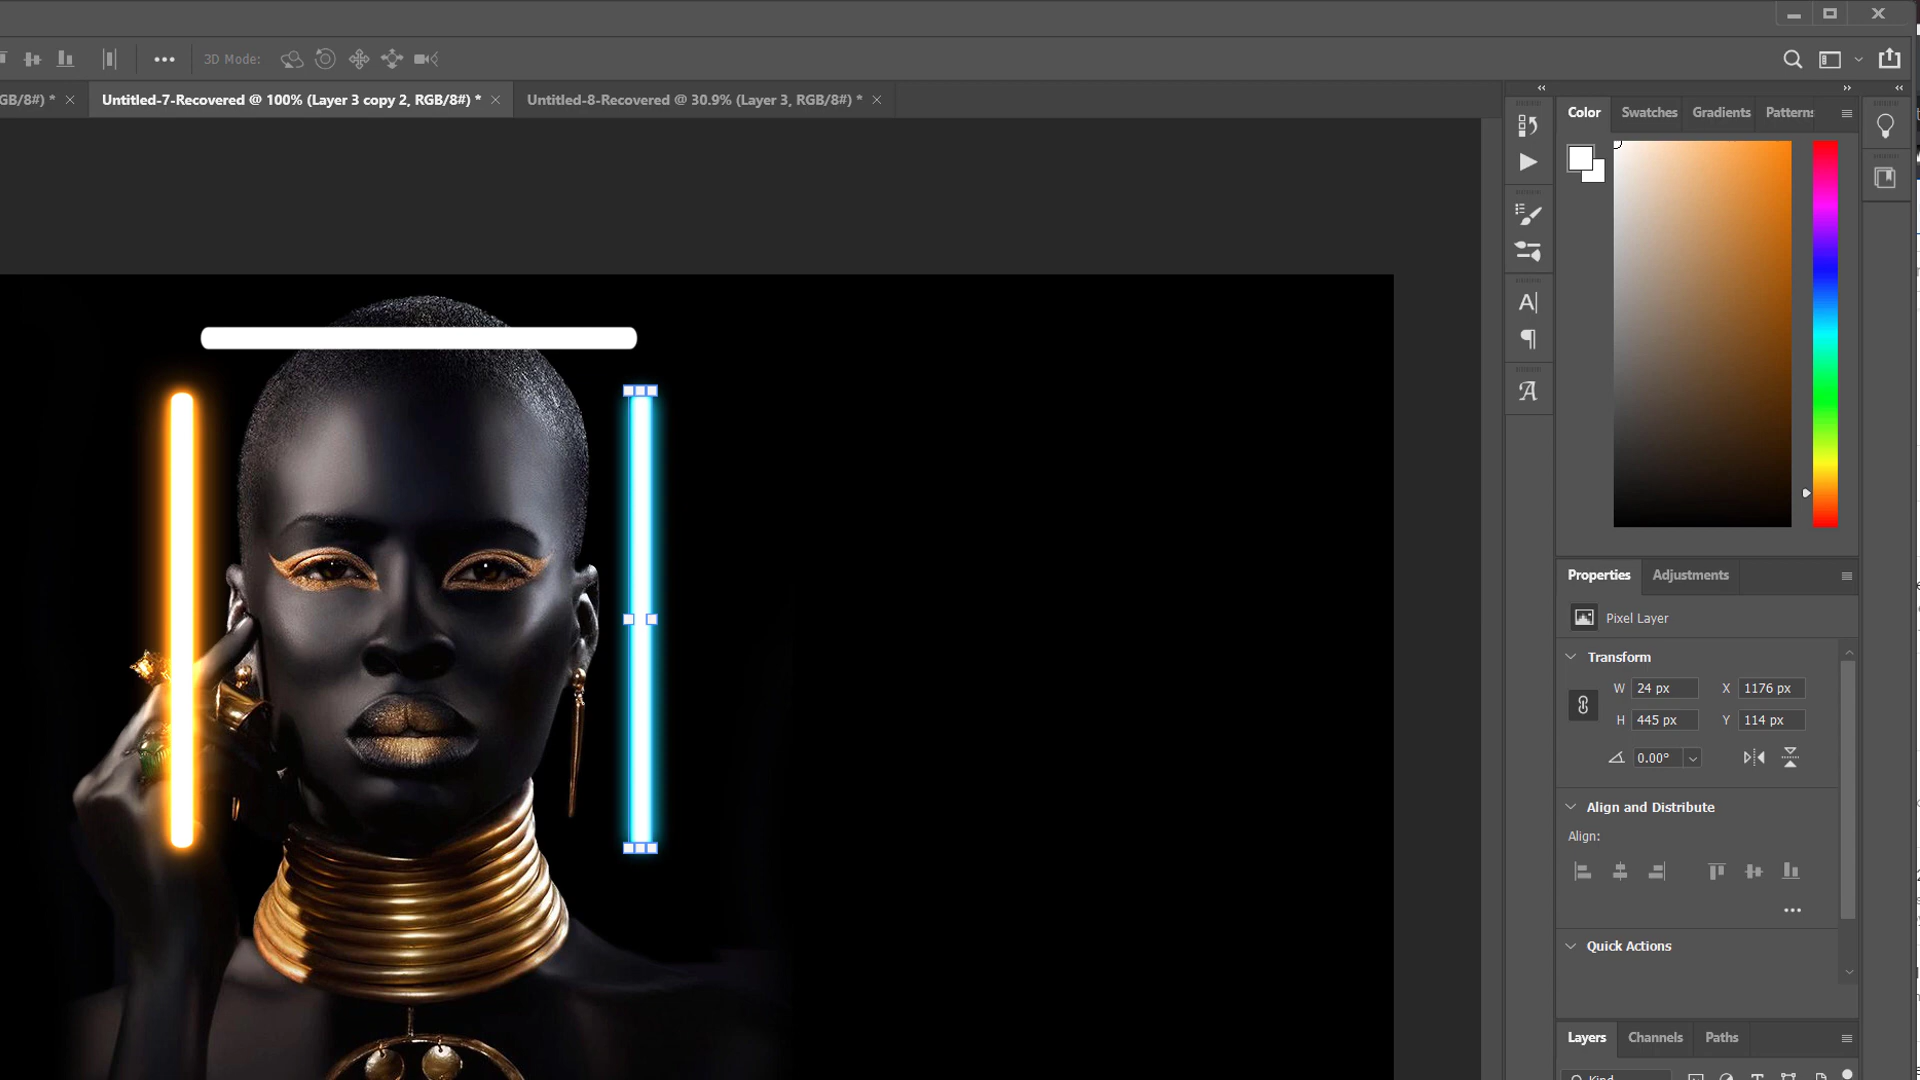 3D Mode:
GB/8#) *
Untitled-7-Recovered @ 100% (Layer 3 copy 2, RGB/8#) *
Untitled-8-Recovered @ 30.9% (Layer 3, RGB/8#) *
Color
Swatches
Gradients
Patterns
Properties
Adjustments
Pixel Layer
Transform
W 24 px
X 1176 px
H 445 px
Y 114 px
0.00°
Align and Distribute
Align:
Quick Actions
Layers
Channels
Paths
Kind